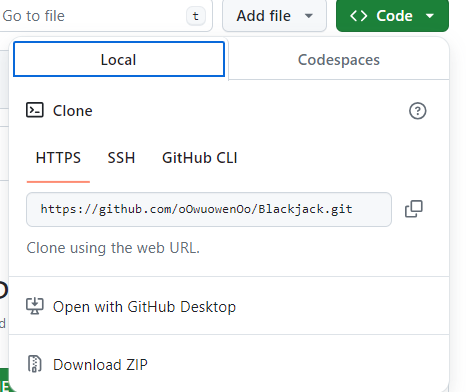 Go to file
t
Add file
Code
Local
Codespaces
Clone
HTTPS
SSH
GitHub CLI
https://github.com/oOwuowenOo/Blackjack.git
Clone using the web URL.
Open with GitHub Desktop
Download ZIP